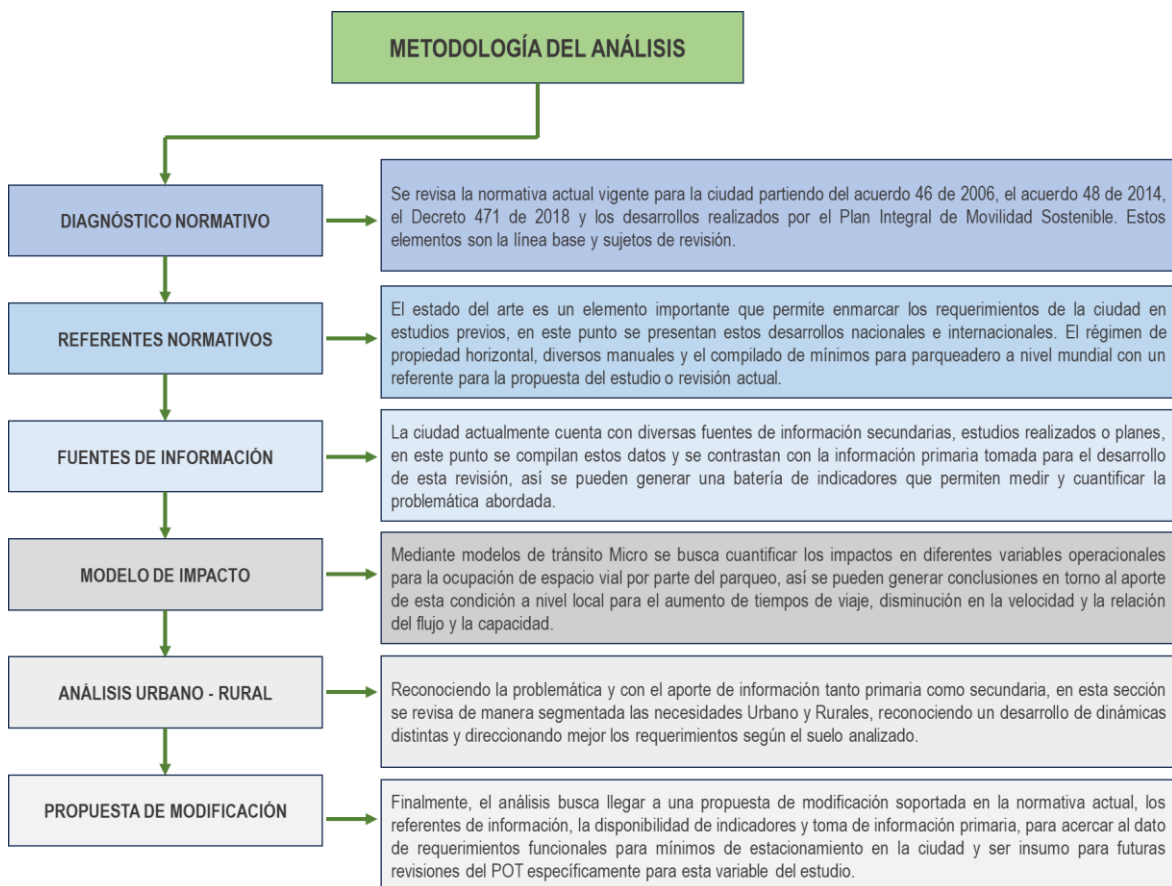 METODOLOGÍA DEL ANÁLISIS
DIAGNÓSTICO NORMATIVO
Se revisa la normativa actual vigente para la ciudad partiendo del acuerdo 46 de 2006, el acuerdo 48 de 2014,
el Decreto 471 de 2018 y los desarrollos realizados por el Plan Integral de Movilidad Sostenible. Estos
elementos son la línea base y sujetos de revisión.
REFERENTES NORMATIVOS
El estado del arte es un elemento importante que permite enmarcar los requerimientos de la ciudad en
estudios previos, en este punto se presentan estos desarrollos nacionales e internacionales. El régimen de
propiedad horizontal, diversos manuales y el compilado de mínimos para parqueadero a nivel mundial con un
referente para la propuesta del estudio o revisión actual.
FUENTES DE INFORMACIÓN
La ciudad actualmente cuenta con diversas fuentes de información secundarias, estudios realizados o planes,
en este punto se compilan estos datos y se contrastan con la información primaria tomada para el desarrollo
de esta revisión, así se pueden generar una batería de indicadores que permiten medir y cuantificar la
problemática abordada.
MODELO DE IMPACTO
Mediante modelos de tránsito Micro se busca cuantificar los impactos en diferentes variables operacionales
para la ocupación de espacio vial por parte del parqueo, así se pueden generar conclusiones en torno al aporte
de esta condición a nivel local para el aumento de tiempos de viaje, disminución en la velocidad y la relación
del flujo y la capacidad.
ANÁLISIS URBANO - RURAL
Reconociendo la problemática y con el aporte de información tanto primaria como secundaria, en esta sección
se revisa de manera segmentada las necesidades Urbano y Rurales, reconociendo un desarrollo de dinámicas
distintas y direccionando mejor los requerimientos según el suelo analizado.
PROPUESTA DE MODIFICACIÓN
Finalmente, el análisis busca llegar a una propuesta de modificación soportada en la normativa actual, los
referentes de información, la disponibilidad de indicadores y toma de información primaria, para acercar al dato
de requerimientos funcionales para mínimos de estacionamiento en la ciudad y ser insumo para futuras
revisiones del POT específicamente para esta variable del estudio.